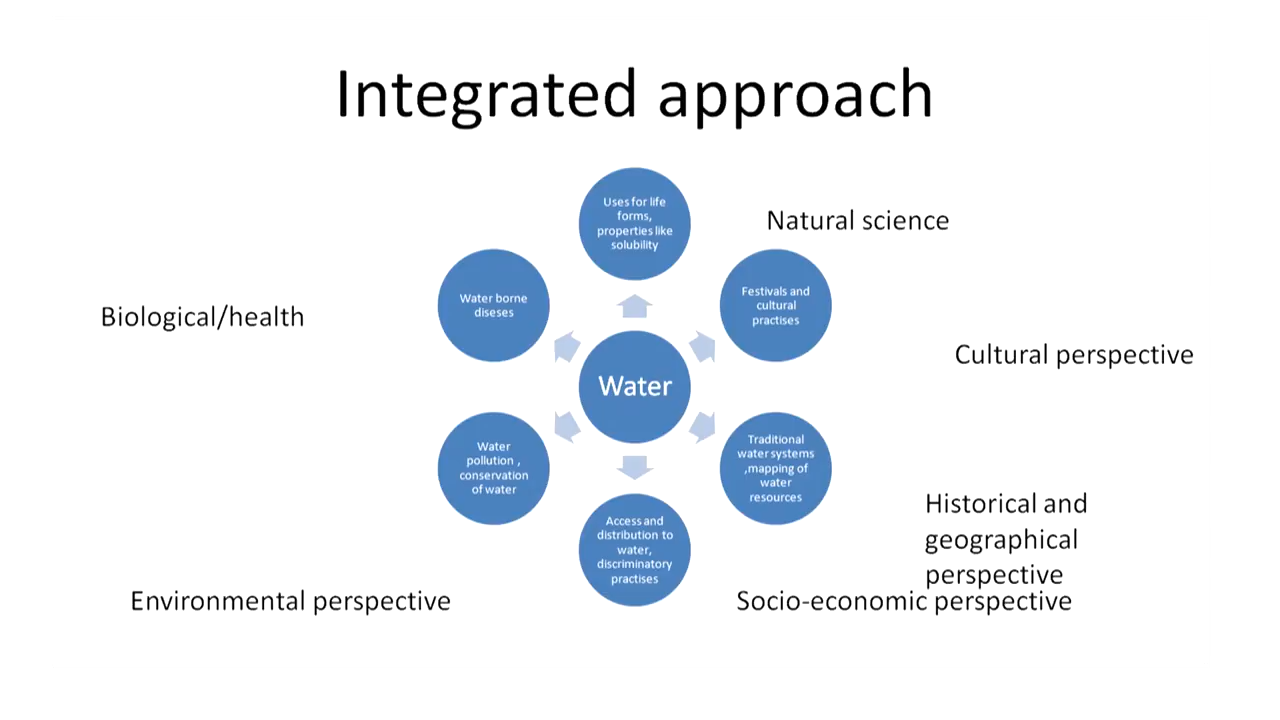 Integrated approach
Uses for life
forms,
properties like
solubility
Natural science
Festivals and
cultural
practises
Cultural perspective
Water borne
diseses
Biological/health
Water
Traditional
water systems
,mapping of
water
resources
Historical and
geographical
perspective
Water
pollution ,
conservation
of water
Environmental perspective
Access and
distribution to
water,
discriminatory
practises
Socio-economic perspective